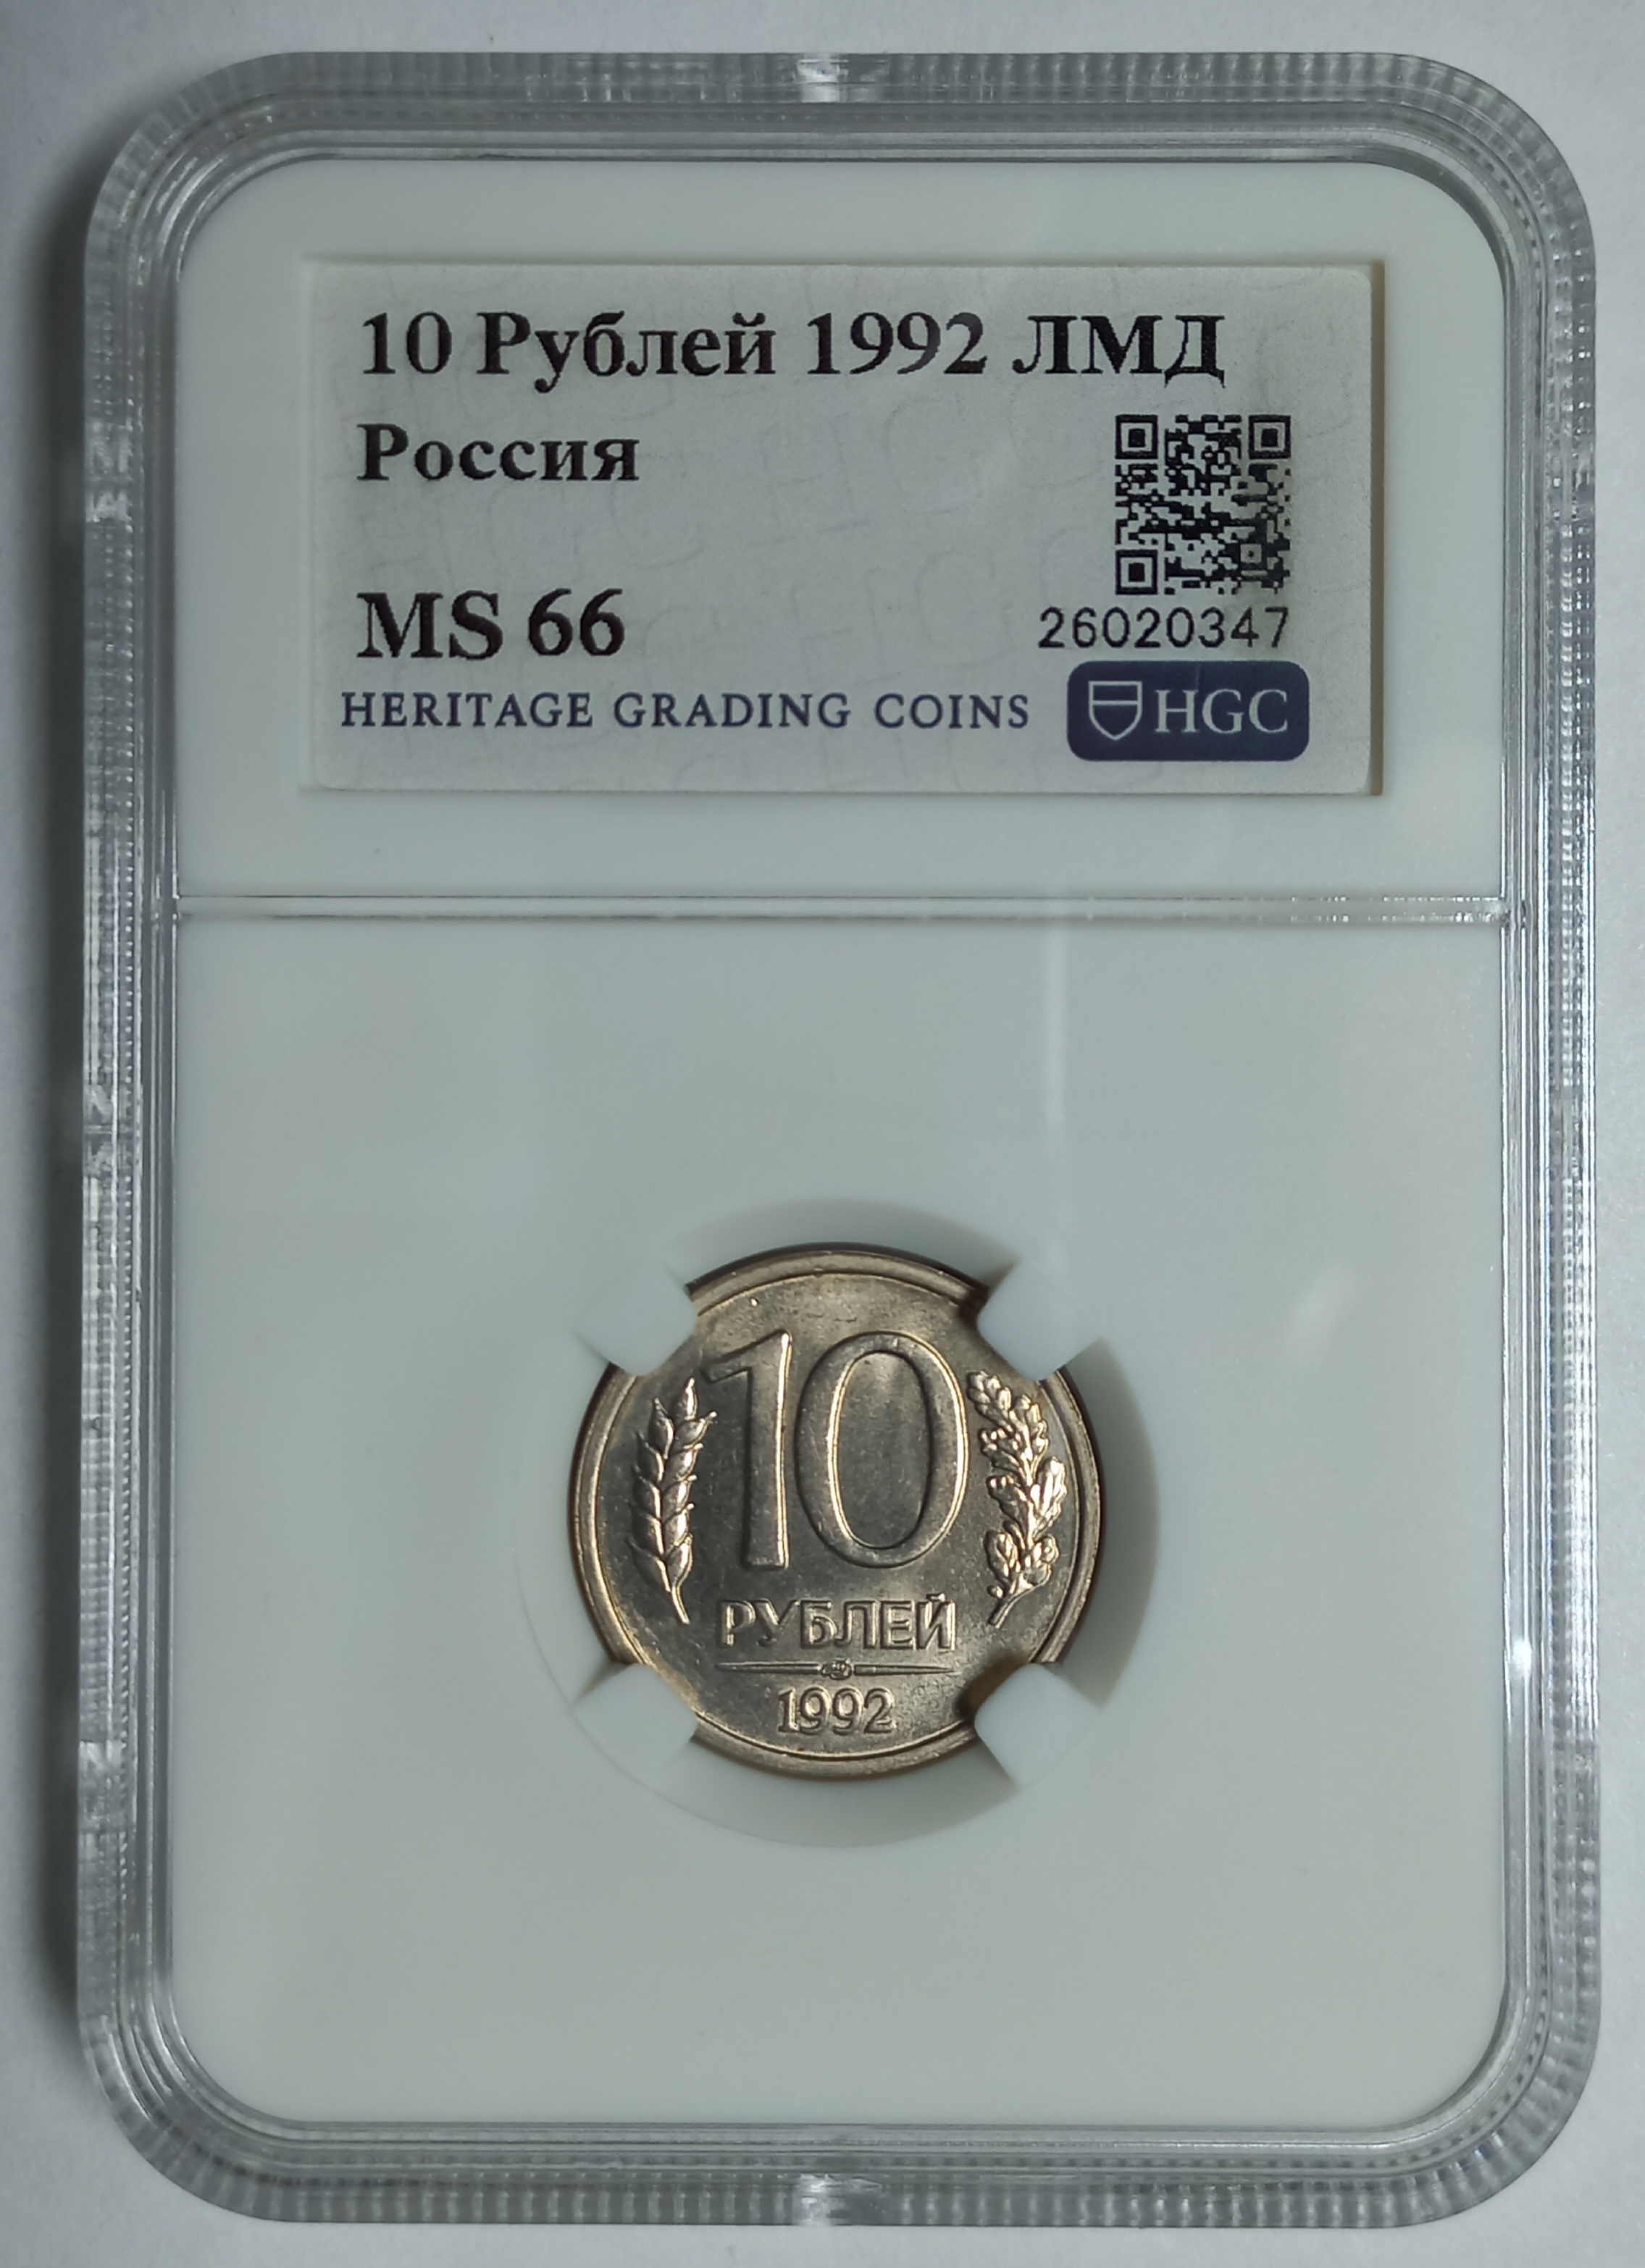 10 Рублей 1992 ЛМД
Россия
MS 66
26020347
HERITAGE GRADING COINS HGC
10
РУБЛЕЙ
1992